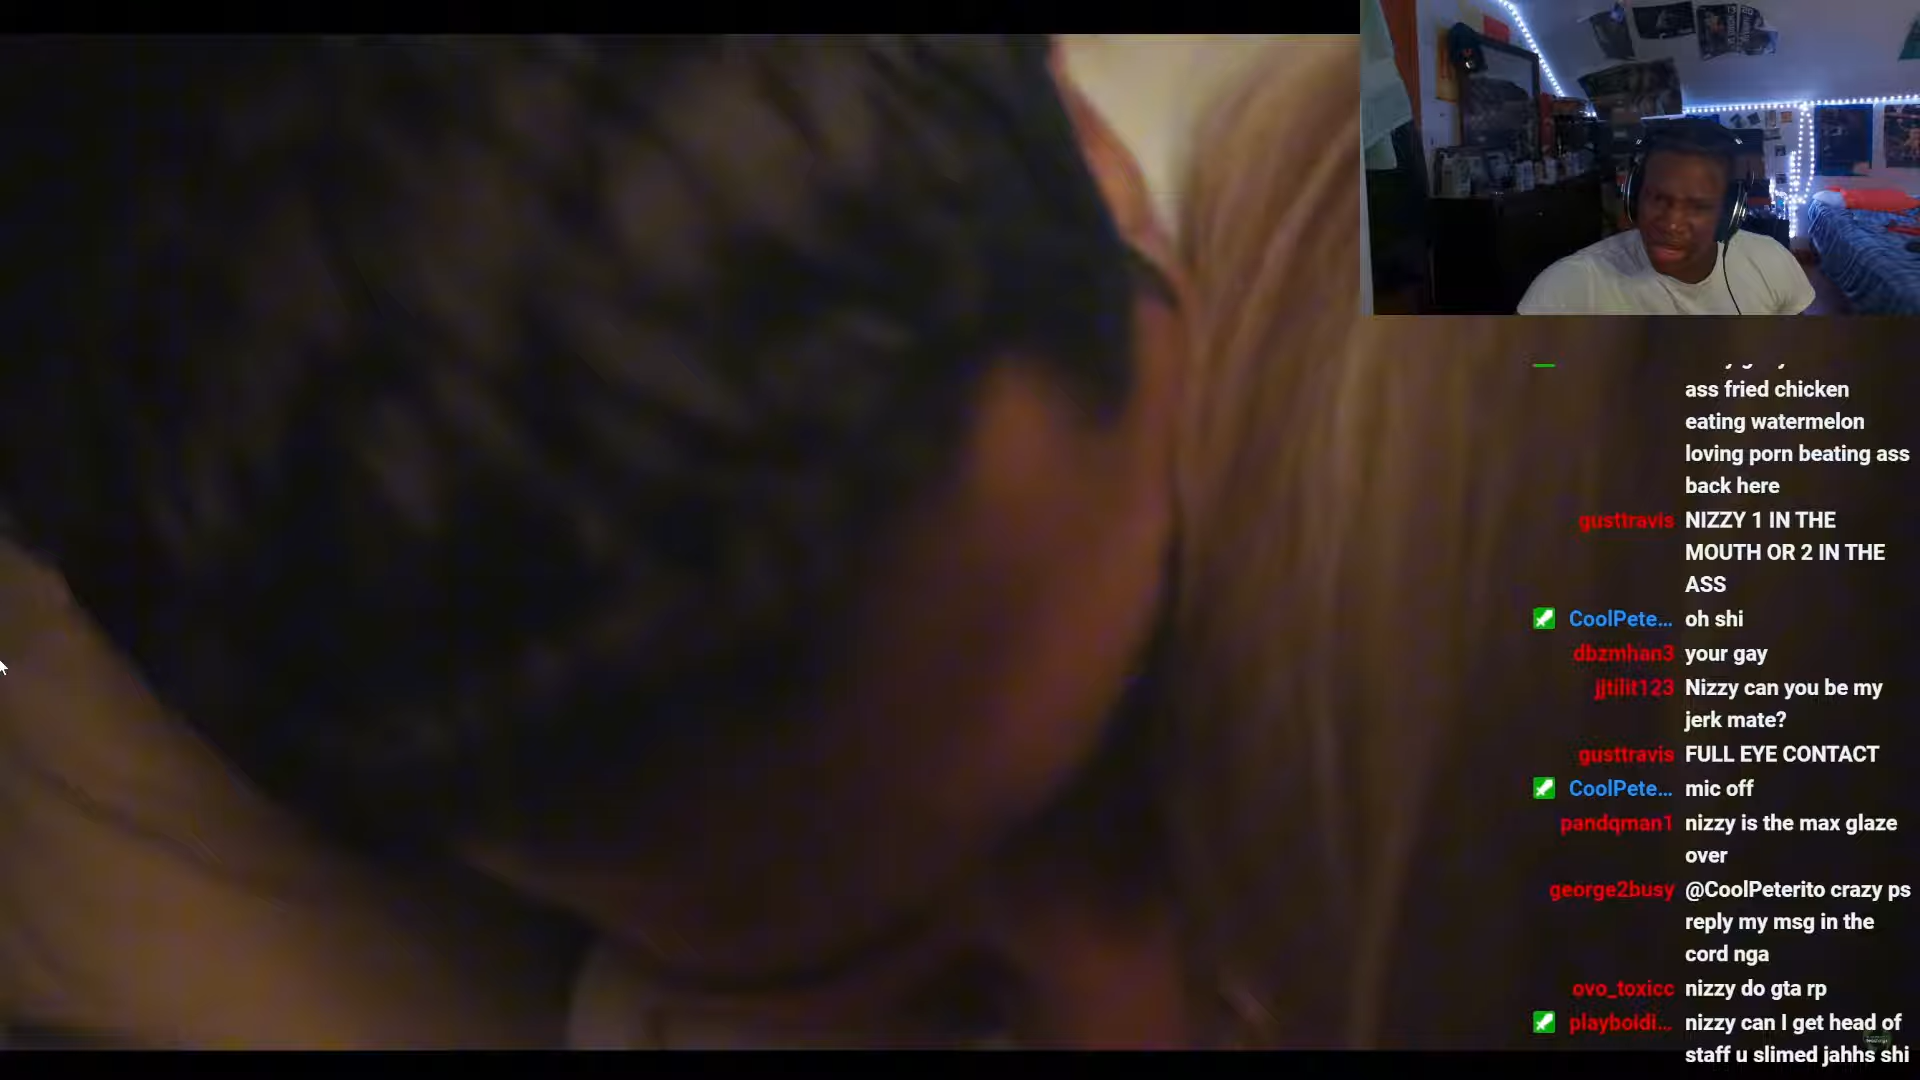 ass fried chicken
eating watermelon
loving porn beating ass
back here
gusttravis NIZZY 1 IN THE
MOUTH OR 2 IN THE
ASS
CoolPete... oh shi
dbzmhan3 your gay
jjtilit123 Nizzy can you be my
jerk mate?
gusttravis FULL EYE CONTACT
CoolPete... mic off
pandqman1 nizzy is the max glaze
over
george2busy @CoolPeterito crazy ps
reply my msg in the
cord nga
ovo_toxicc nizzy do gta rp
playboidi... nizzy can I get head of
staff u slimed jahhs shi